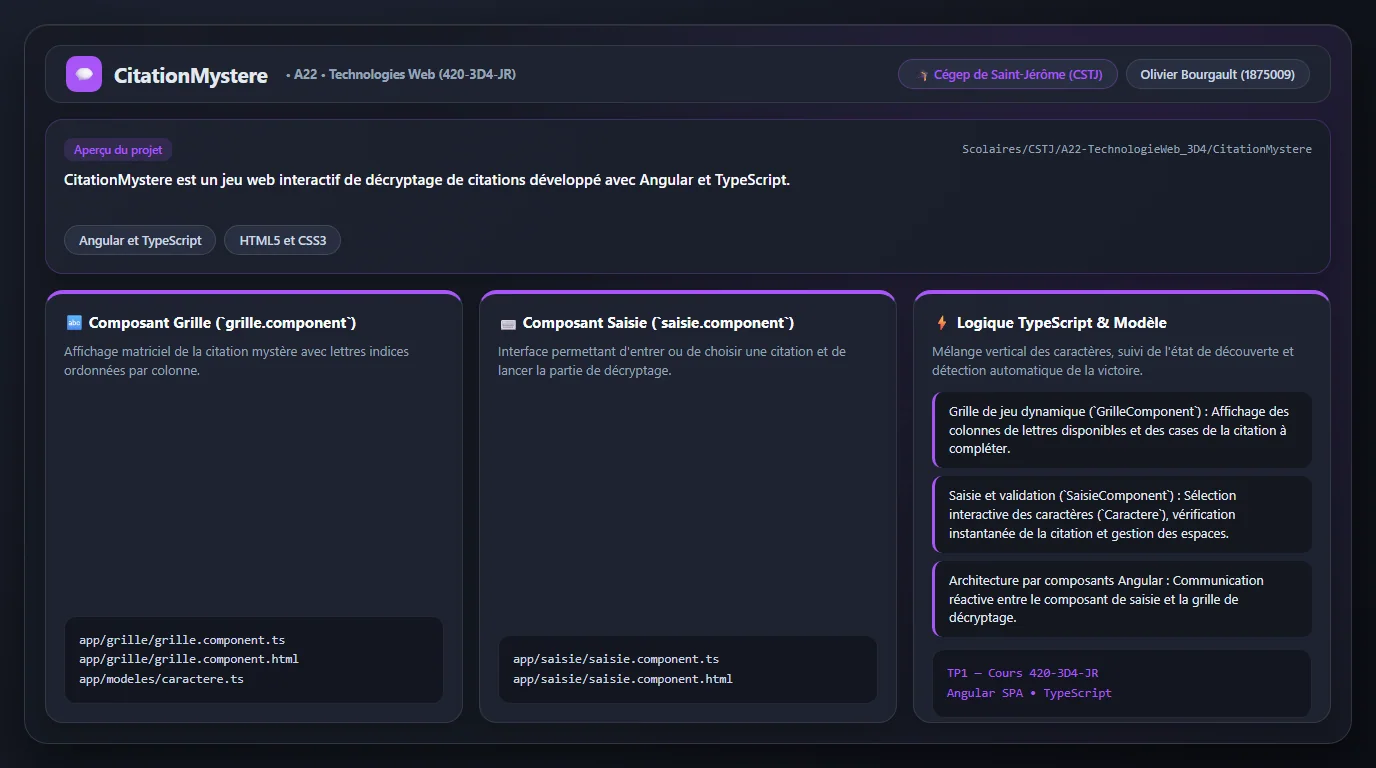 CitationMystere
• A22 • Technologies Web (420-3D4-JR)
Cégep de Saint-Jérôme (CSTJ)
Olivier Bourgault (1875009)
Aperçu du projet
Scolaires/CSTJ/A22-TechnologieWeb_3D4/CitationMystere
CitationMystere est un jeu web interactif de décryptage de citations développé avec Angular et TypeScript.
Angular et TypeScript
HTML5 et CSS3
abc Composant Grille (`grille.component`)
Affichage matriciel de la citation mystère avec lettres indices
ordonnées par colonne.
app/grille/grille.component.ts
app/grille/grille.component.html
app/modeles/caractere.ts
Composant Saisie (`saisie.component`)
Interface permettant d'entrer ou de choisir une citation et de
lancer la partie de décryptage.
app/saisie/saisie.component.ts
app/saisie/saisie.component.html
Logique TypeScript & Modèle
Mélange vertical des caractères, suivi de l'état de découverte et
détection automatique de la victoire.
Grille de jeu dynamique (`GrilleComponent`) : Affichage des
colonnes de lettres disponibles et des cases de la citation à
compléter.
Saisie et validation (`SaisieComponent`) : Sélection
interactive des caractères (`Caractere`), vérification
instantanée de la citation et gestion des espaces.
Architecture par composants Angular : Communication
réactive entre le composant de saisie et la grille de
décryptage.
TP1 — Cours 420-3D4-JR
Angular SPA • TypeScript